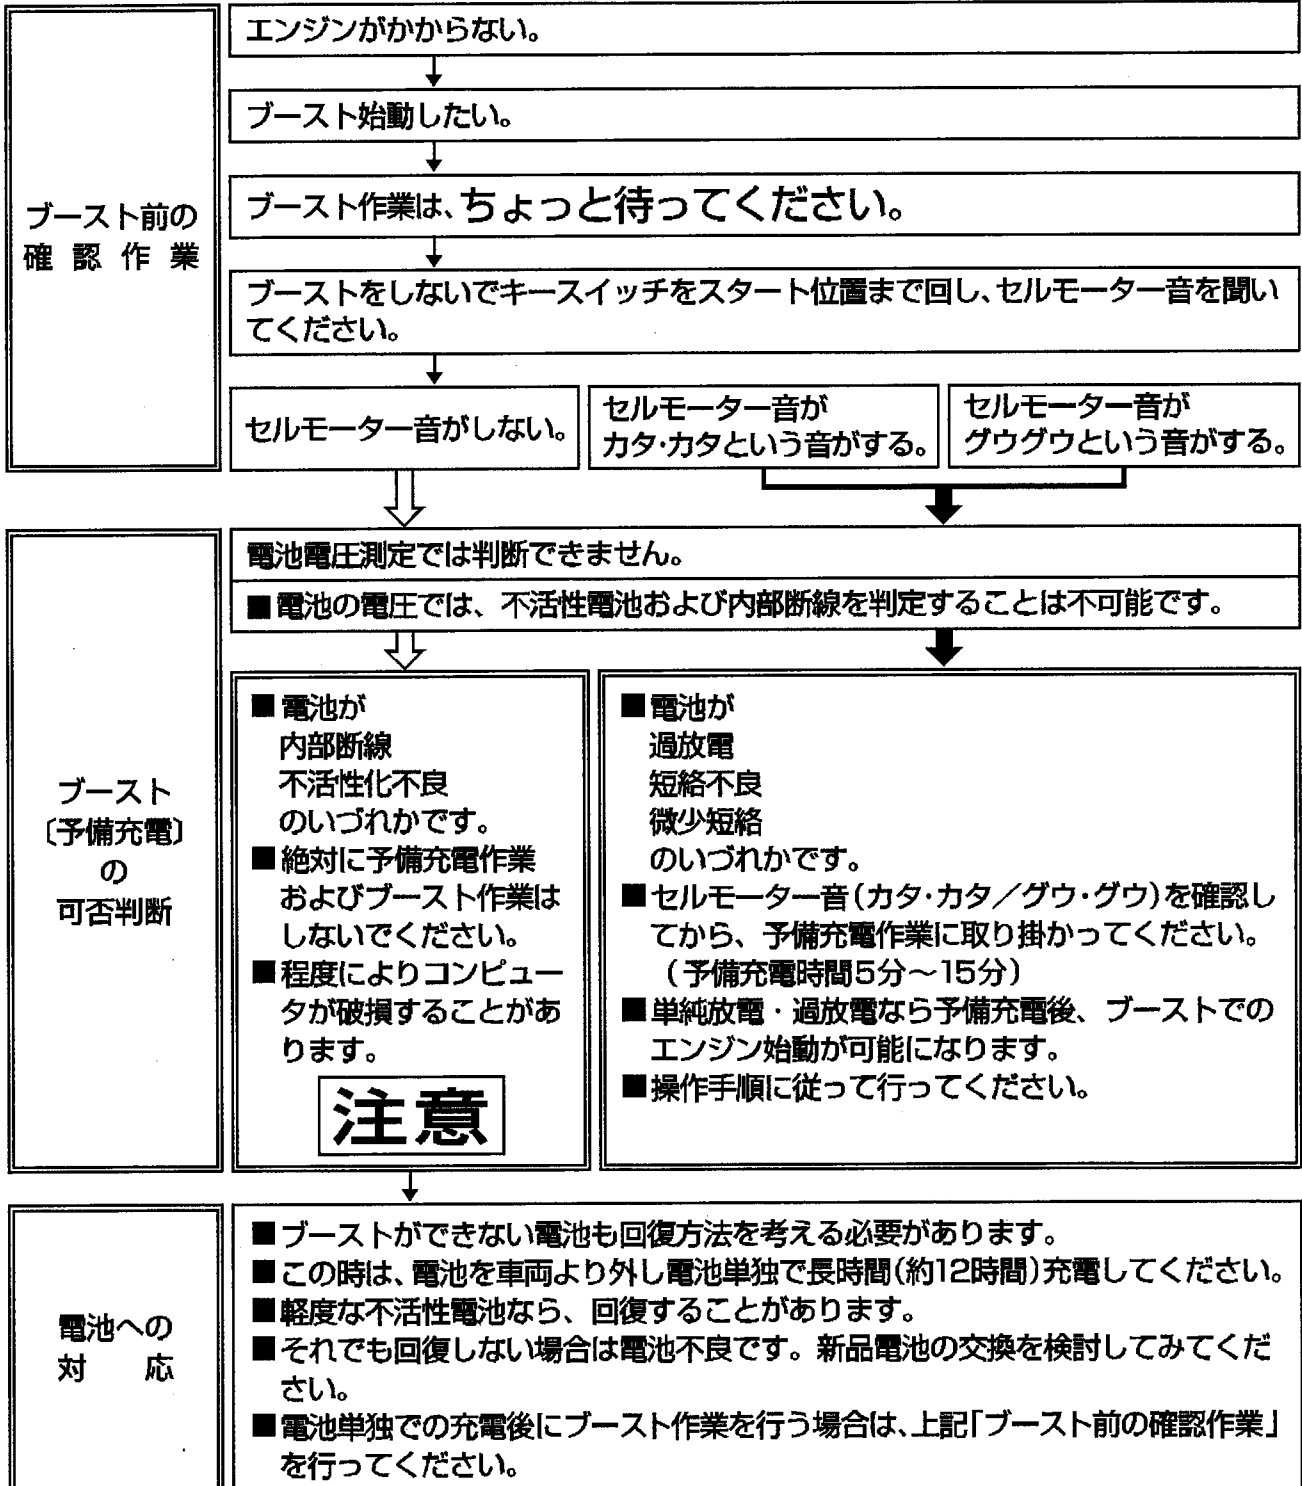 ブースト前の
確認作業
エンジンがかからない。
ブースト始動したい。
ブースト作業は、ちょっと待ってください。
ブーストをしないでキースイッチをスタート位置まで回し、セルモーター音を聞い
てください。
セルモーター音がしない。
セルモーター音が
カタ・カタという音がする。
セルモーター音が
グウグウという音がする。
ブースト
〔予備充電〕
の
可否判断
電池電圧測定では判断できません。
■電池の電圧では、不活性電池および内部断線を判定することは不可能です。
■電池が
内部断線
不活性化不良
のいづれかです。
■絶対に予備充電作業
およびブースト作業は
しないでください。
■程度によりコンピュー
タが破損することがあ
ります。
注意
■電池が
過放電
短絡不良
微少短絡
のいづれかです。
■セルモーター音(カタ・カタ／グウ・グウ)を確認し
てから、予備充電作業に取り掛かってください。
(予備充電時間5分～15分)
■単純放電・過放電なら予備充電後、ブーストでの
エンジン始動が可能になります。
■操作手順に従って行ってください。
電池への
対応
■ブーストができない電池も回復方法を考える必要があります。
■この時は、電池を車両より外し電池単独で長時間(約12時間)充電してください。
■軽度な不活性電池なら、回復することがあります。
■それでも回復しない場合は電池不良です。新品電池の交換を検討してみてくだ
さい。
■電池単独での充電後にブースト作業を行う場合は、上記「ブースト前の確認作業」
を行ってください。